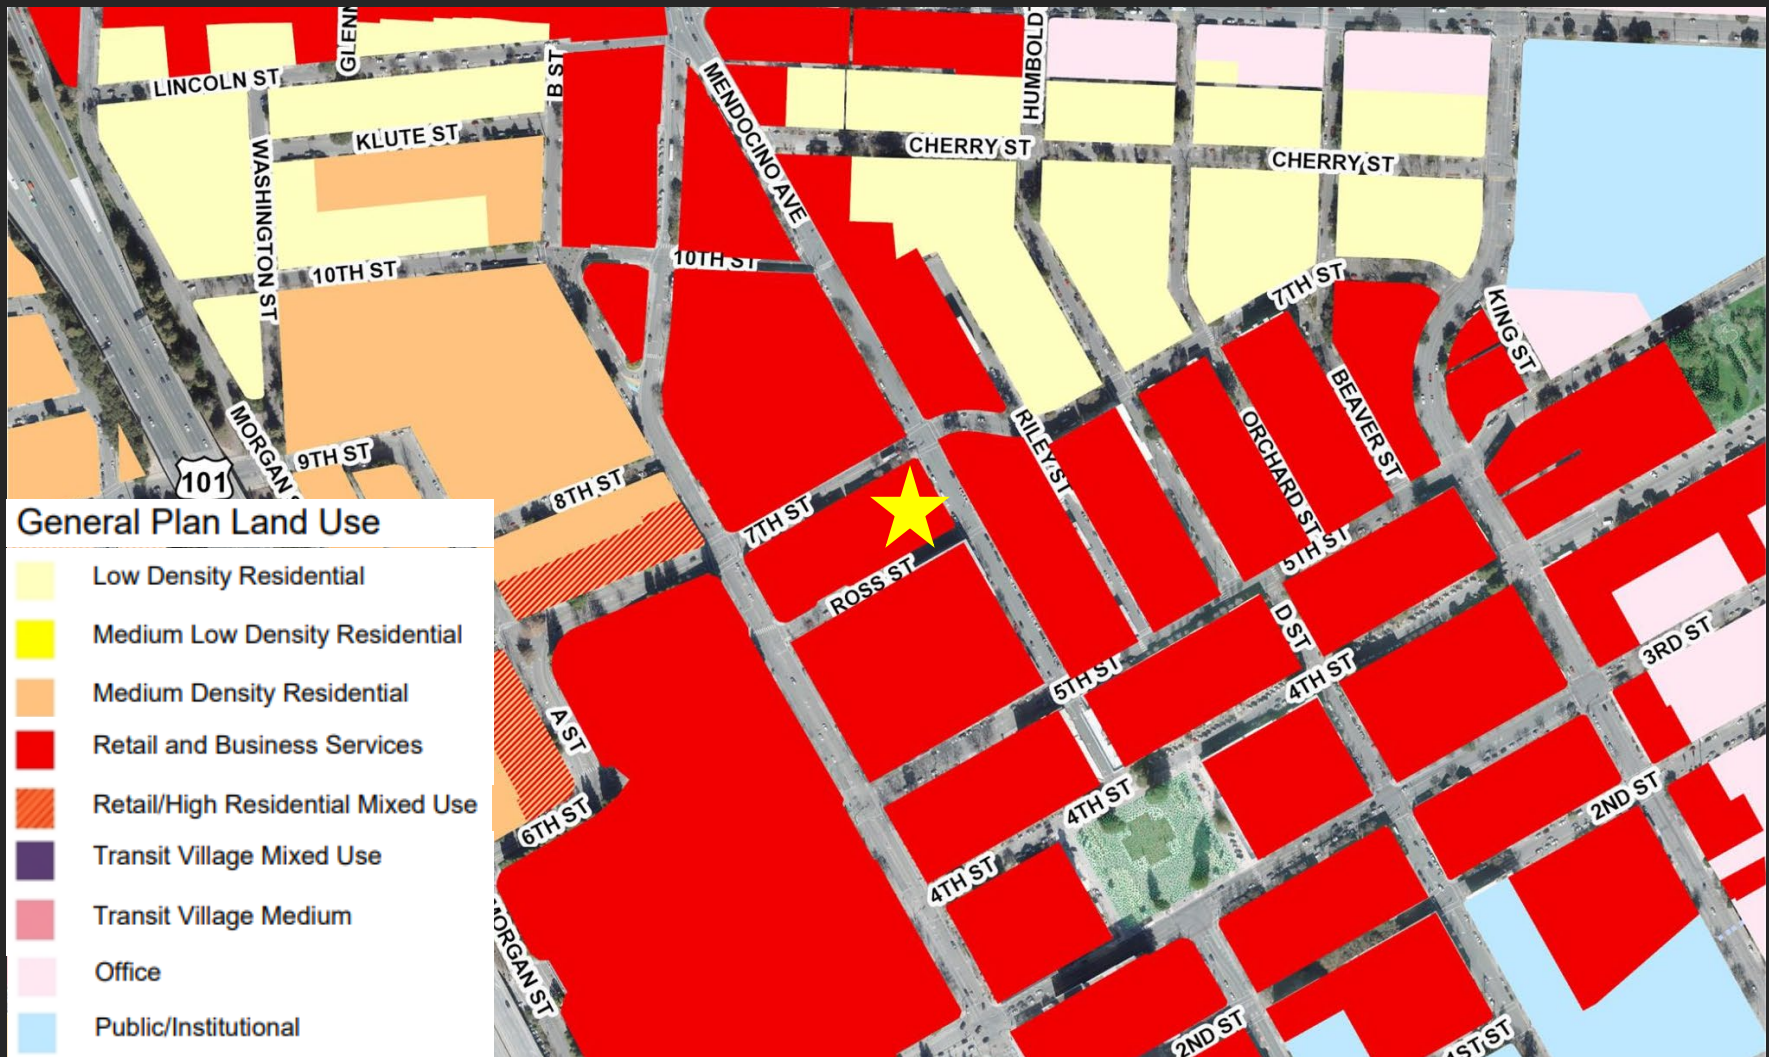 GLENN
LINCOLN ST
B ST
MENDOCINO AVE
HUMBOLDT
KLUTE ST
WASHINGTON ST
CHERRY ST
CHERRY ST
10TH ST
10TH ST
7TH ST
KING ST
MORGAN S
9TH ST
101
8TH ST
7TH ST
RILEY ST
ORCHARD ST
BEAVER ST
5TH ST
ROSS ST
D ST
3RD ST
5TH ST
4TH ST
A ST
6TH ST
4TH ST
2ND ST
4TH ST
MORGAN ST
2ND ST
1ST ST
General Plan Land Use
Low Density Residential
Medium Low Density Residential
Medium Density Residential
Retail and Business Services
Retail/High Residential Mixed Use
Transit Village Mixed Use
Transit Village Medium
Office
Public/Institutional